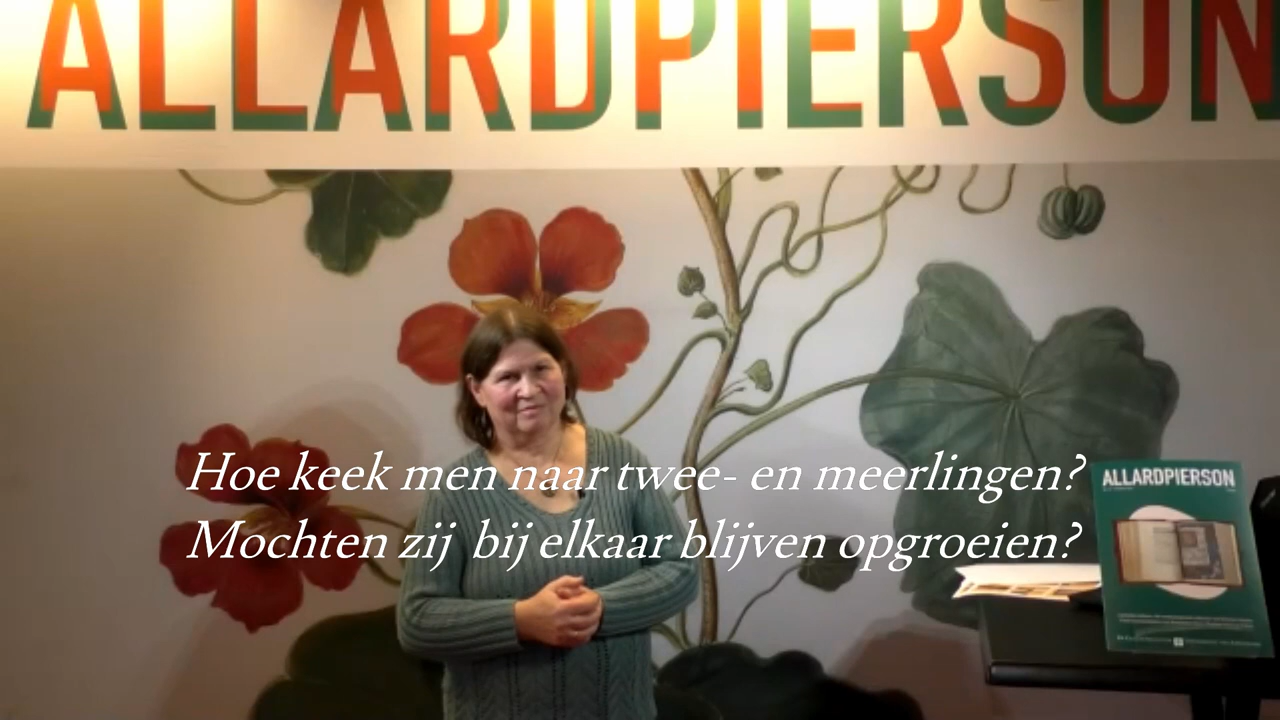 ALLARDPIERSON
Hoe keek men naar twee- en meerlingen?
Mochten zij bij elkaar blijven opgroeien?
ALLARDPIERSON